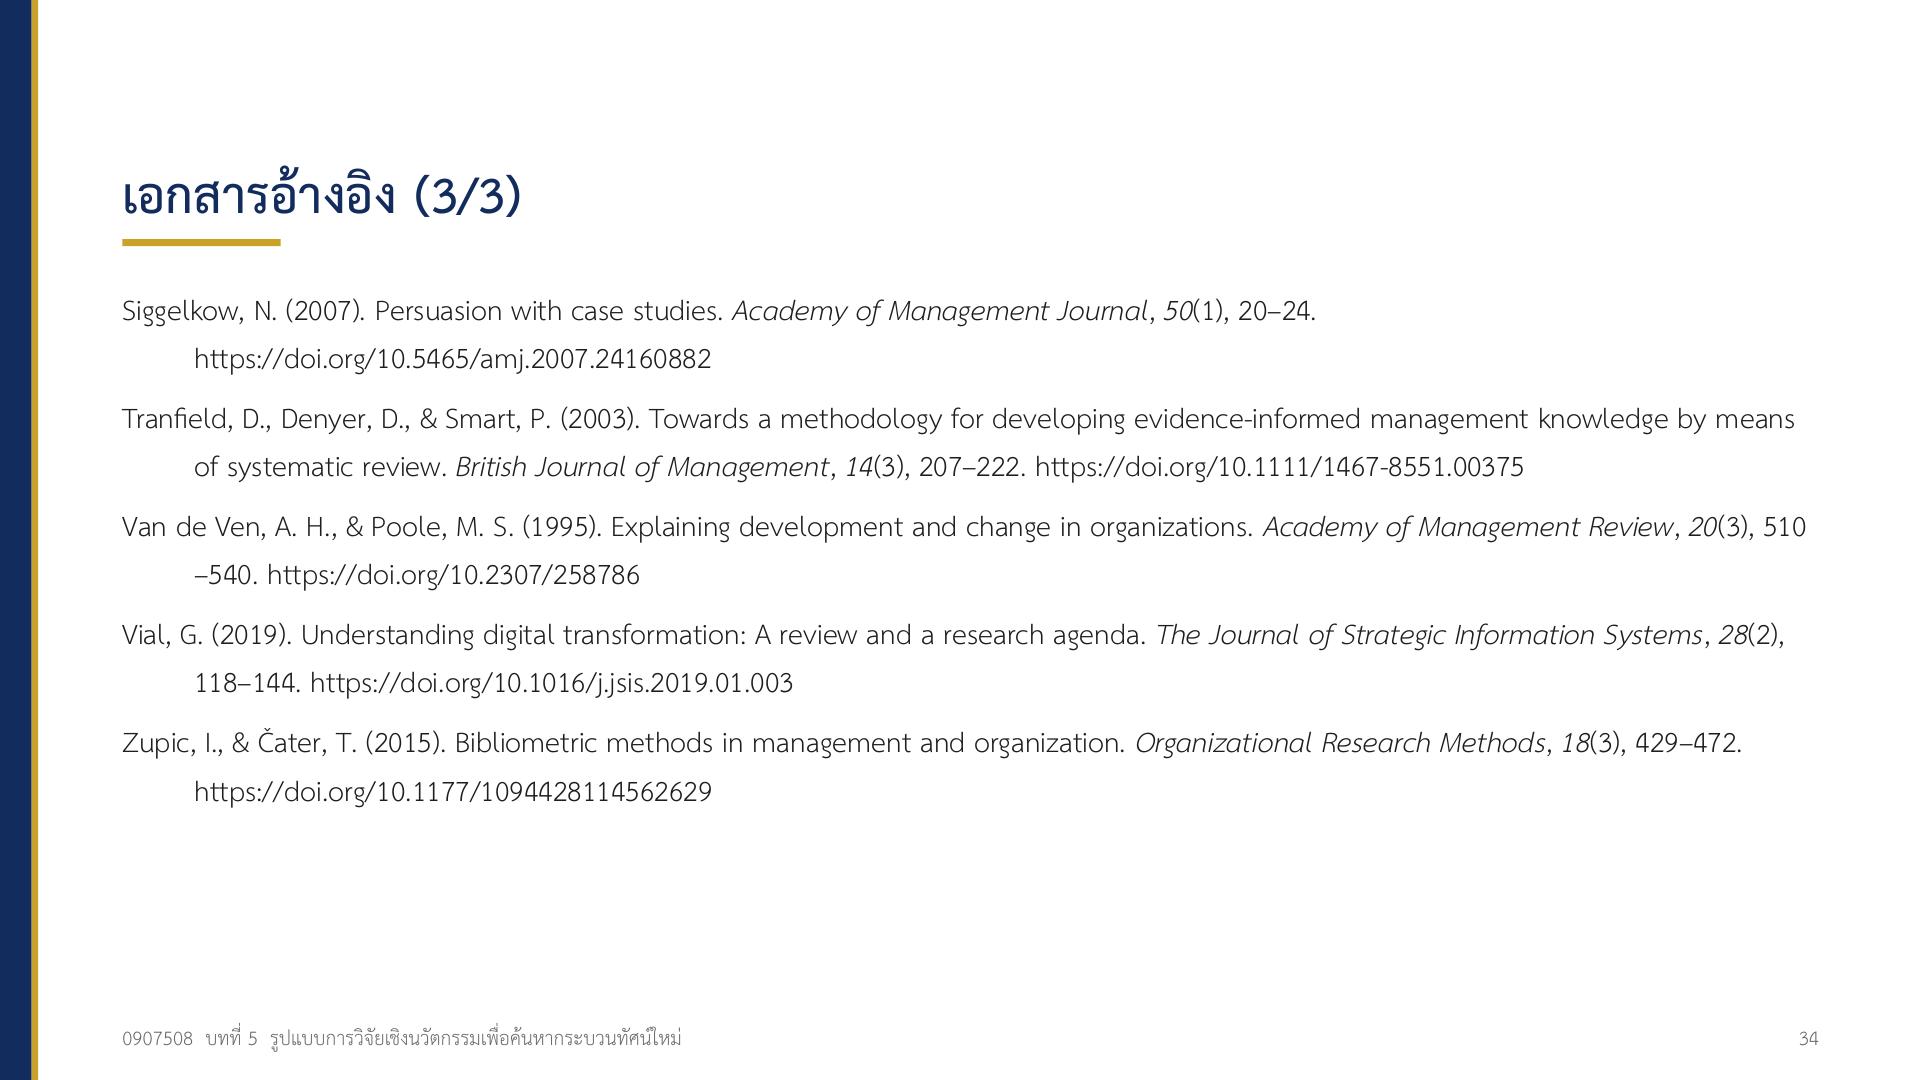 เอกสารอ้างอิง (3/3)
Siggelkow, N. (2007). Persuasion with case studies. Academy of Management Journal, 50(1), 20–24.
https://doi.org/10.5465/amj.2007.24160882
Tranfield, D., Denyer, D., & Smart, P. (2003). Towards a methodology for developing evidence-informed management knowledge by means
of systematic review. British Journal of Management, 14(3), 207–222. https://doi.org/10.1111/1467-8551.00375
Van de Ven, A. H., & Poole, M. S. (1995). Explaining development and change in organizations. Academy of Management Review, 20(3), 510
–540. https://doi.org/10.2307/258786
Vial, G. (2019). Understanding digital transformation: A review and a research agenda. The Journal of Strategic Information Systems, 28(2),
118–144. https://doi.org/10.1016/j.jsis.2019.01.003
Zupic, I., & Čater, T. (2015). Bibliometric methods in management and organization. Organizational Research Methods, 18(3), 429–472.
https://doi.org/10.1177/1094428114562629
0907508 บทที่ 5 รูปแบบการวิจัยเชิงนวัตกรรมเพื่อค้นหากระบวนทัศน์ใหม่
34